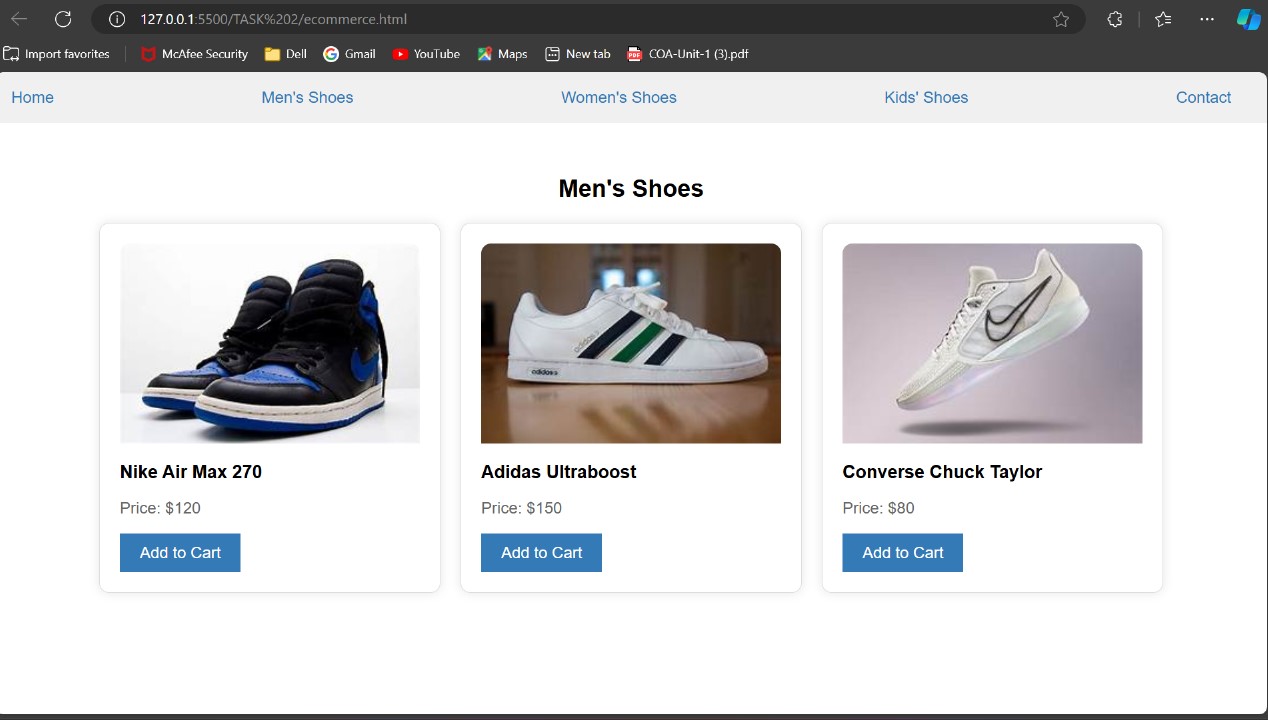 127.0.0.1:5500/TASK%202/ecommerce.html
Import favorites McAfee Security Dell Gmail YouTube Maps New tab COA-Unit-1 (3).pdf
Home Men's Shoes Women's Shoes Kids' Shoes Contact
Men's Shoes
adidas
adidas
Nike Air Max 270 Adidas Ultraboost Converse Chuck Taylor
Price: $120 Price: $150 Price: $80
Add to Cart Add to Cart Add to Cart